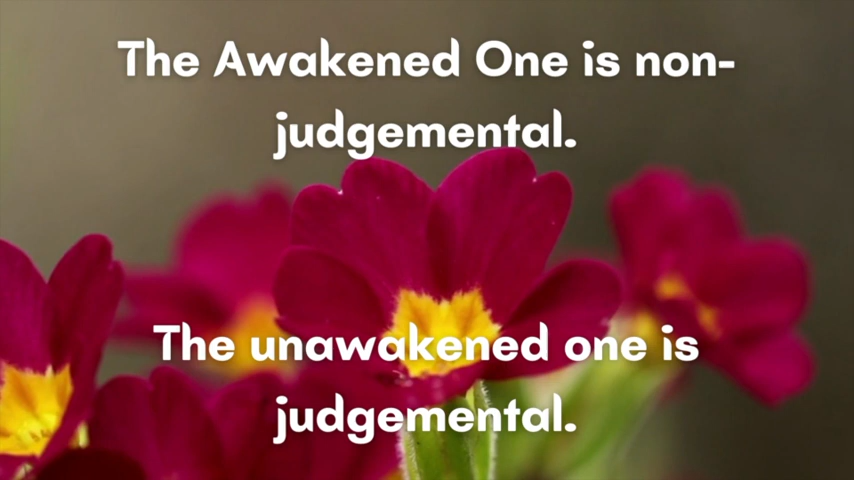 The Awakened One is non-
judgemental.
The unawakened one is
judgemental.